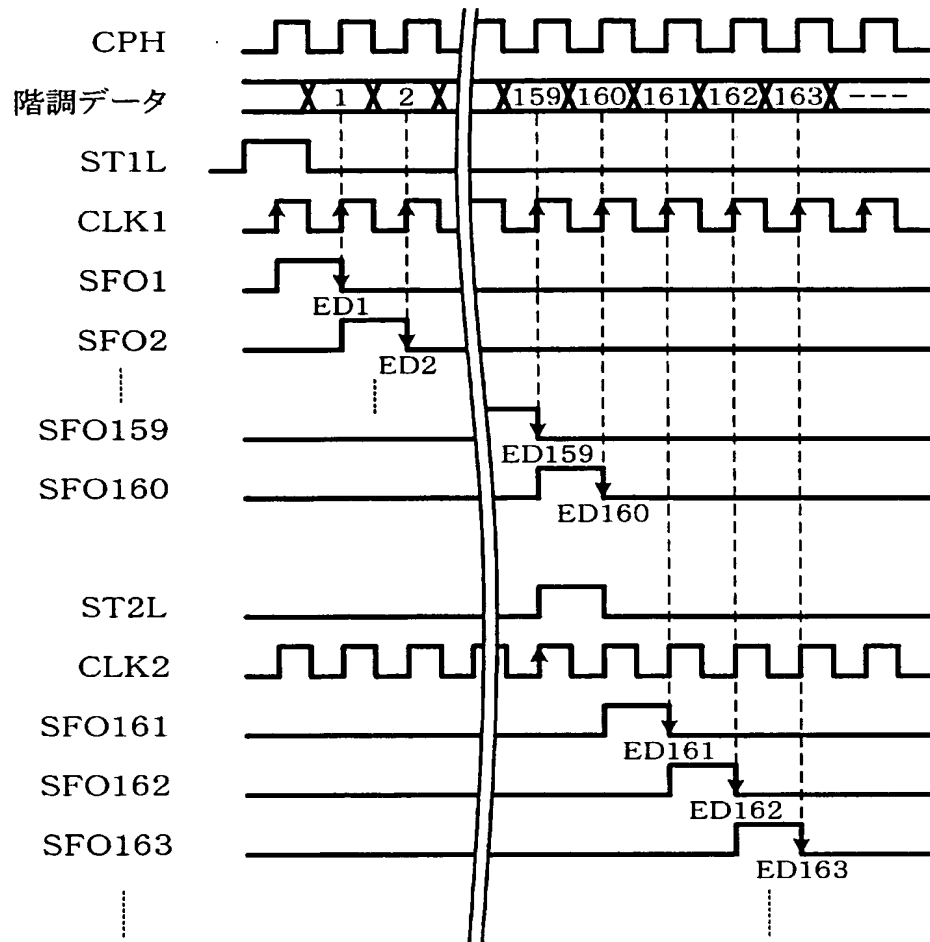 CPH
階調データ 1 2 159 160 161 162 163 ---
ST1L
CLK1
SFO1
ED1
SFO2
ED2
SFO159
ED159
SFO160
ED160
ST2L
CLK2
SFO161
ED161
SFO162
ED162
SFO163
ED163